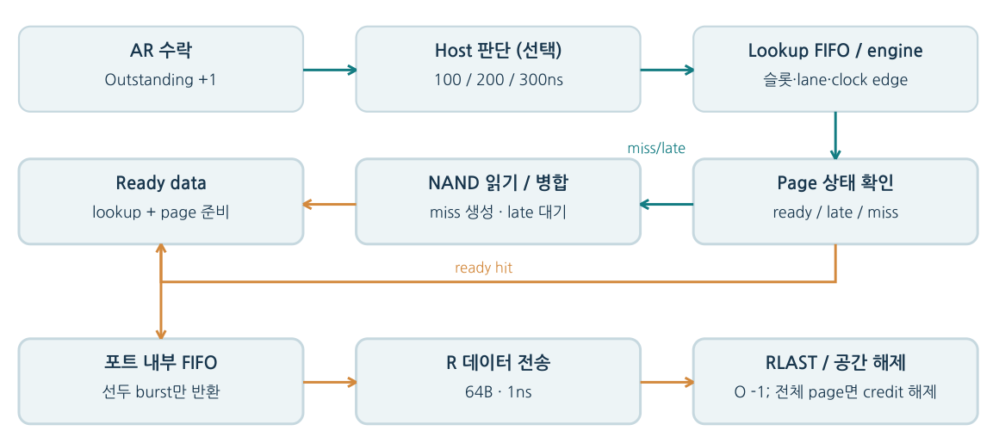 AR 수락
Outstanding +1
Host 판단 (선택)
100 / 200 / 300ns
Lookup FIFO / engine
슬롯·lane·clock edge
miss/late
Ready data
lookup + page 준비
NAND 읽기 / 병합
miss 생성 · late 대기
Page 상태 확인
ready / late / miss
ready hit
포트 내부 FIFO
선두 burst만 반환
R 데이터 전송
64B · 1ns
RLAST / 공간 해제
O -1; 전체 page면 credit 해제